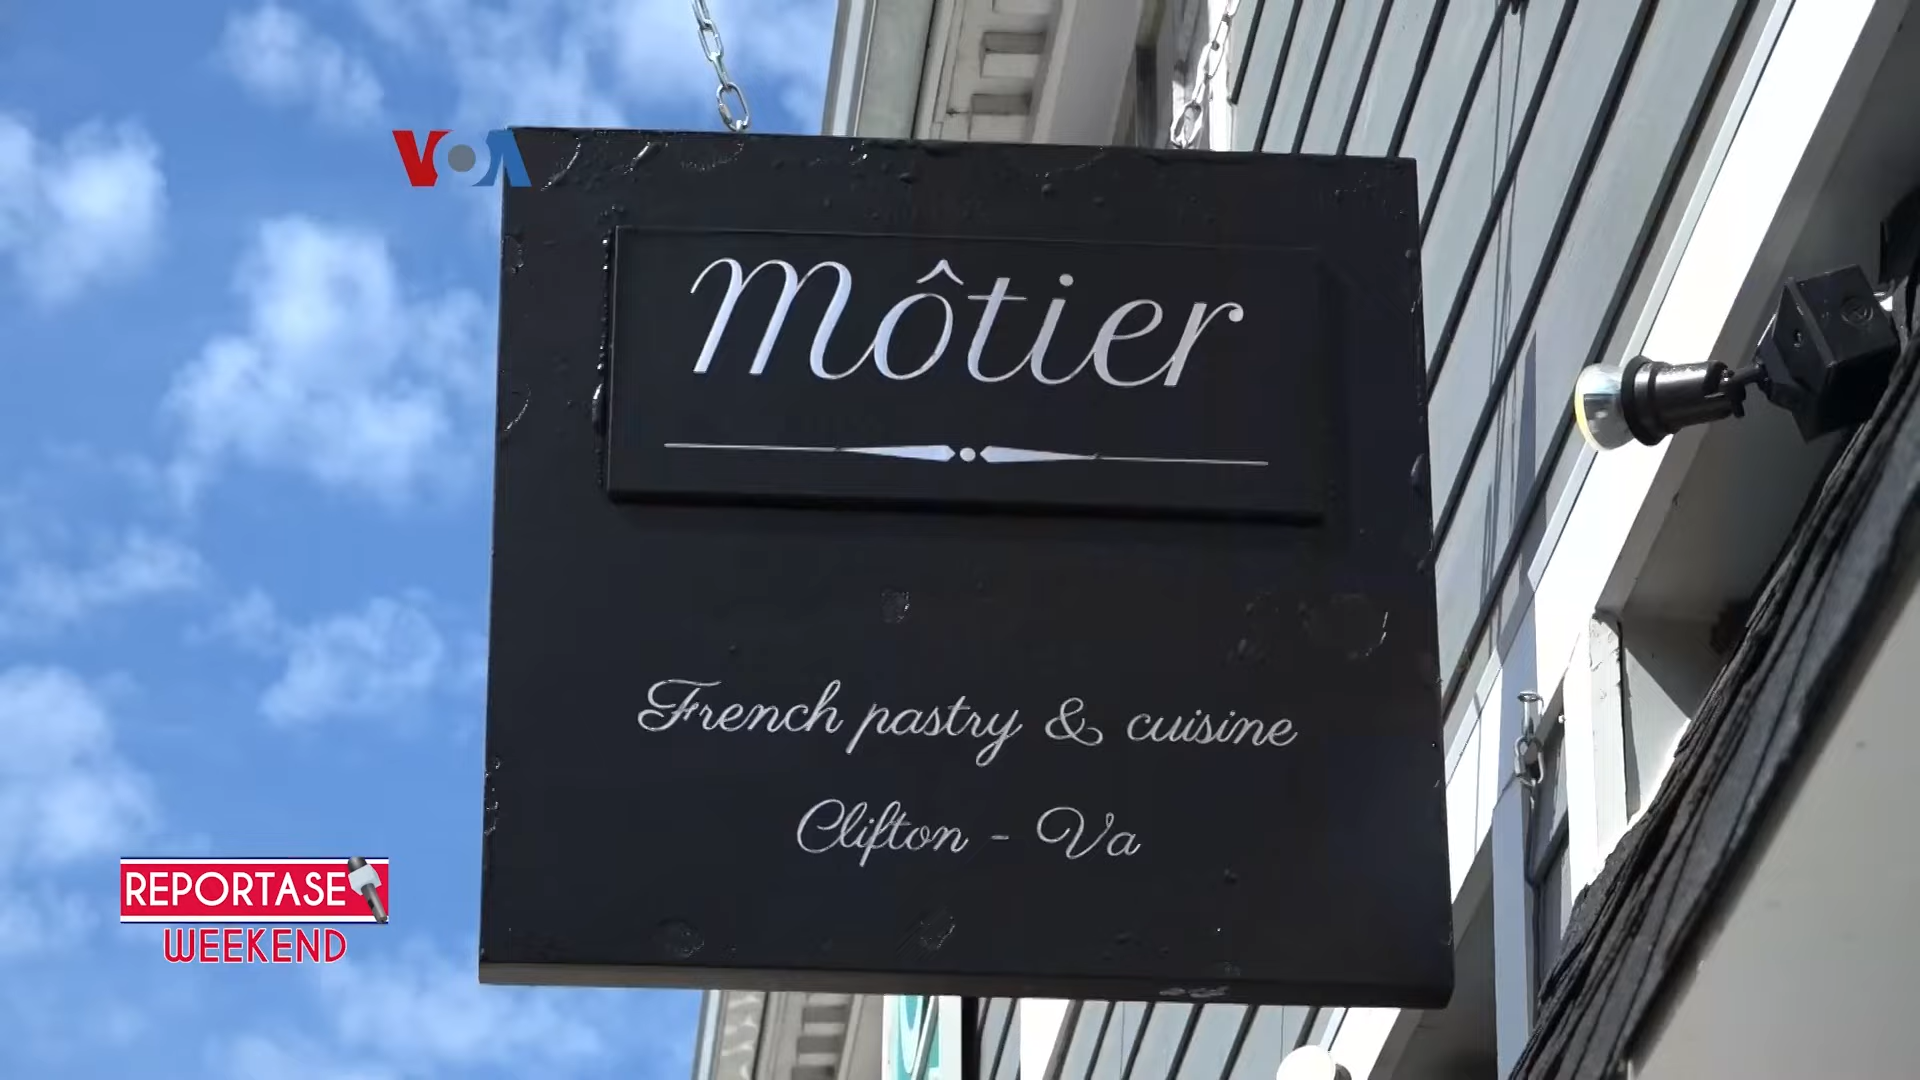 VOA
Môtier
French pastry & cuisine
Clifton - Va
REPORTASE
WEEKEND